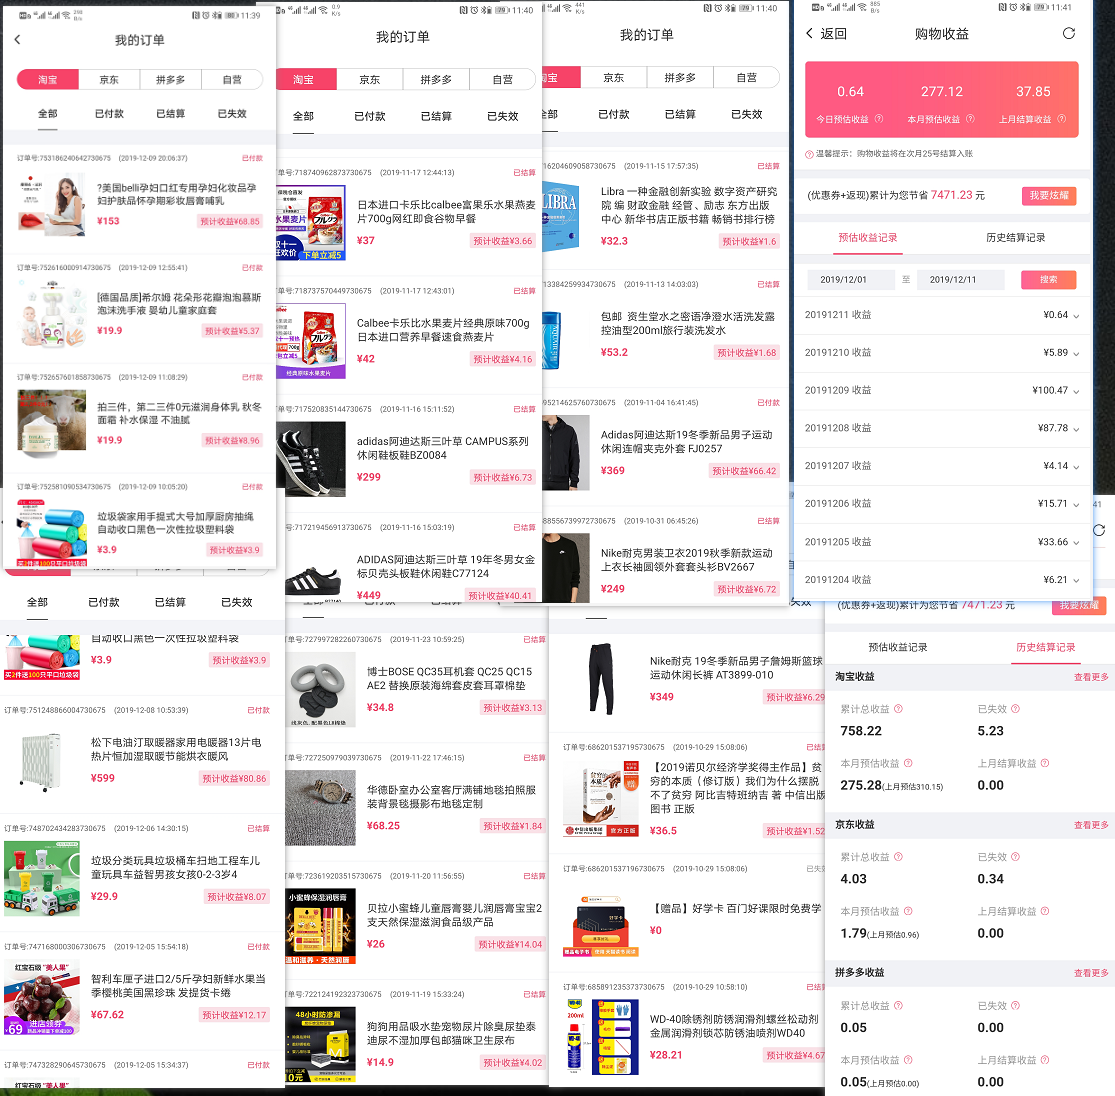 11:39
我的订单
淘宝
京东
拼多多
自营
全部
已付款
已结算
已失效
订单号:753186240642730675
(2019-12-09 20:06:37)
已付款
?美国belli孕妇口红专用孕妇化妆品孕
妇护肤品怀孕期彩妆唇膏哺乳
¥153
预计收益¥68.85
订单号:752616000914730675
(2019-12-09 12:55:41)
已付款
[德国品质]希尔姆 花朵形花瓣泡泡慕斯
泡沫洗手液 婴幼儿童家庭套
¥19.9
预计收益¥5.37
订单号:752657601858730675
(2019-12-09 11:08:29)
已付款
拍三件，第二三件0元滋润身体乳 秋冬
面霜 补水保湿 不油腻
¥19.9
预计收益¥8.96
订单号:752581090534730675
(2019-12-09 10:05:20)
已付款
垃圾袋家用手提式大号加厚厨房抽绳
自动收口黑色一次性拉圾塑料袋
¥3.9
预计收益¥3.9
买2件送100只平口垃圾袋
11:40
我的订单
京东
拼多多
自营
全部
已付款
已结算
已失效
单号:718740962873730675
(2019-11-17 12:44:13)
已结算
日本进口卡乐比calbee富果乐水果燕麦
片700g网红即食谷物早餐
¥37
预计收益¥3.66
单号:718737570449730675
(2019-11-17 12:43:01)
已结算
Calbee卡乐比水果麦片经典原味700g
日本进口营养早餐速食燕麦片
¥42
预计收益¥4.16
单号:717520835144730675
(2019-11-16 15:11:52)
已结算
adidas阿迪达斯三叶草 CAMPUS系列
休闲鞋板鞋BZ0084
¥299
预计收益¥6.73
单号:717219456913730675
(2019-11-16 15:03:19)
已结算
ADIDAS阿迪达斯三叶草 19年冬男女金
标贝壳头板鞋休闲鞋C77124
¥449
预计收益¥40.41
11:40
我的订单
京东
拼多多
自营
已付款
已结算
已失效
16204609058730675
(2019-11-15 17:57:35)
已结算
LIBRA
Libra 一种金融创新实验 数字资产研究
院 编 财政金融 经管、励志 东方出版
中心 新华书店正版书籍 畅销书排行榜
¥32.3
预计收益¥1.6
13384259934730675
(2019-11-13 14:03:03)
已结算
包邮 资生堂水之密语净澄水活洗发露
控油型200ml旅行装洗发水
¥53.2
预计收益¥1.68
95214625760730675
(2019-11-04 16:41:45)
已付款
Adidas阿迪达斯19冬季新品男子运动
休闲连帽夹克外套 FJ0257
¥369
预计收益¥66.42
88556739972730675
(2019-10-31 06:45:26)
已结算
Nike耐克男装卫衣2019秋季新款运动
上衣长袖圆领外套套头衫BV2667
¥249
预计收益¥6.72
11:41
返回
购物收益
0.64
277.12
37.85
今日预估收益
本月预估收益
上月结算收益
温馨提示：购物收益将在次月25号结算入账
(优惠券+返现)累计为您节省 7471.23 元
我要炫耀
预估收益记录
历史结算记录
2019/12/01
至
2019/12/11
搜索
20191211 收益
¥0.64
20191210 收益
¥5.89
20191209 收益
¥100.47
20191208 收益
¥87.78
20191207 收益
¥4.14
20191206 收益
¥15.71
20191205 收益
¥33.66
20191204 收益
¥6.21
全部
已付款
已结算
已失效
自动收口黑色一次性拉圾塑料袋
¥3.9
预计收益¥3.9
买2件送100只平口垃圾袋
订单号:751248866004730675
(2019-12-08 10:53:39)
已付款
松下电油汀取暖器家用电暖器13片电
热片恒加湿取暖节能烘衣暖风
¥599
预计收益¥80.86
订单号:748702434283730675
(2019-12-06 14:30:15)
已结算
垃圾分类玩具垃圾桶车扫地工程车儿
童玩具车益智男孩女孩0-2-3岁4
¥29.9
预计收益¥8.07
订单号:747168000306730675
(2019-12-05 15:54:18)
已付款
红宝石级“美人果”
进店领券
智利车厘子进口2/5斤孕妇新鲜水果当
季樱桃美国黑珍珠 发提货卡绻
¥67.62
预计收益¥12.17
订单号:747328290645730675
(2019-12-05 15:34:37)
已付款
727997282260730675
(2019-11-23 10:59:25)
已结算
博士BOSE QC35耳机套 QC25 QC15
AE2 替换原装海绵套皮套耳罩棉垫
¥34.8
预计收益¥3.13
727250979039730675
(2019-11-22 17:46:15)
已结算
华德卧室办公室客厅满铺地毯拍照服
装背景毯摄影布地毯定制
¥68.25
预计收益¥1.84
723619203515730675
(2019-11-20 11:56:55)
已结算
小蜜蜂保湿润唇膏
贝拉小蜜蜂儿童唇膏婴儿润唇膏宝宝2
支天然保湿滋润食品级产品
¥26
预计收益¥14.04
722124192323730675
(2019-11-19 15:33:24)
已结算
48小时防渗漏
狗狗用品吸水垫宠物尿片除臭尿垫泰
迪尿不湿加厚包邮猫咪卫生尿布
¥14.9
预计收益¥4.02
Nike耐克 19冬季新品男子詹姆斯篮球
运动休闲长裤 AT3899-010
¥349
预计收益¥6.29
订单号:686201537195730675
(2019-10-29 15:08:06)
【2019诺贝尔经济学奖得主作品】贫
穷的本质（修订版）我们为什么摆脱
不了贫穷 阿比吉特班纳吉 著 中信出版
图书 正版
¥36.5
预计收益¥1.52
订单号:686201537196730675
(2019-10-29 15:08:06)
【赠品】好学卡 百门好课限时免费学
¥0
订单号:685891235373730675
(2019-10-29 10:58:10)
200ml
WD-40除锈剂防锈润滑剂螺丝松动剂
金属润滑剂锁芯防锈油喷剂WD40
¥28.21
预计收益¥4.67
(优惠券+返现)累计为您节省 7471.23 元
我要炫耀
预估收益记录
历史结算记录
淘宝收益
查看更多
累计总收益
已失效
758.22
5.23
本月预估收益
上月结算收益
275.28(上月预估310.15)
0.00
京东收益
查看更多
累计总收益
已失效
4.03
0.34
本月预估收益
上月结算收益
1.79(上月预估0.96)
0.00
拼多多收益
查看更多
累计总收益
已失效
0.05
0.00
本月预估收益
上月结算收益
0.05(上月预估0.00)
0.00